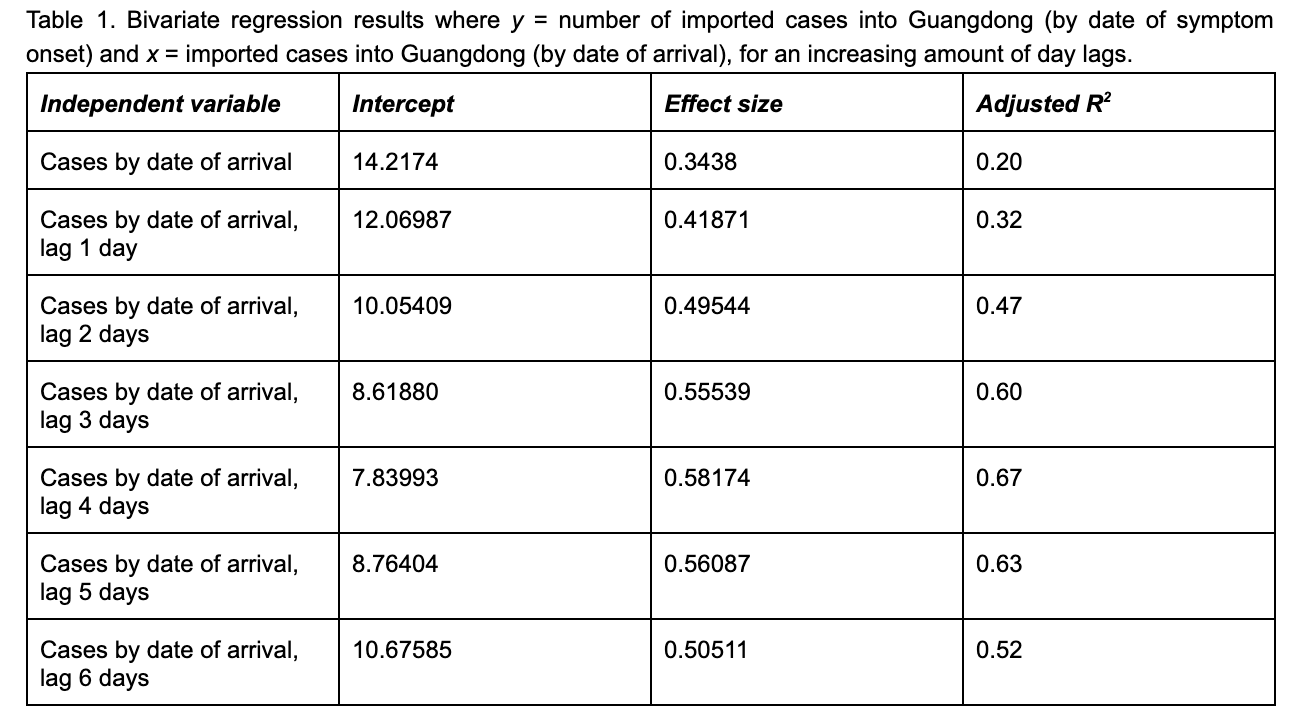 Table 1. Bivariate regression results where y = number of imported cases into Guangdong (by date of symptom
onset) and x = imported cases into Guangdong (by date of arrival), for an increasing amount of day lags.
Independent variable Intercept Effect size Adjusted R²
Cases by date of arrival 14.2174 0.3438 0.20
Cases by date of arrival, 12.06987 0.41871 0.32
lag 1 day
Cases by date of arrival, 10.05409 0.49544 0.47
lag 2 days
Cases by date of arrival, 8.61880 0.55539 0.60
lag 3 days
Cases by date of arrival, 7.83993 0.58174 0.67
lag 4 days
Cases by date of arrival, 8.76404 0.56087 0.63
lag 5 days
Cases by date of arrival, 10.67585 0.50511 0.52
lag 6 days